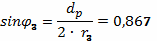 sinφ₃ = d_p / (2 · r₃) = 0,867